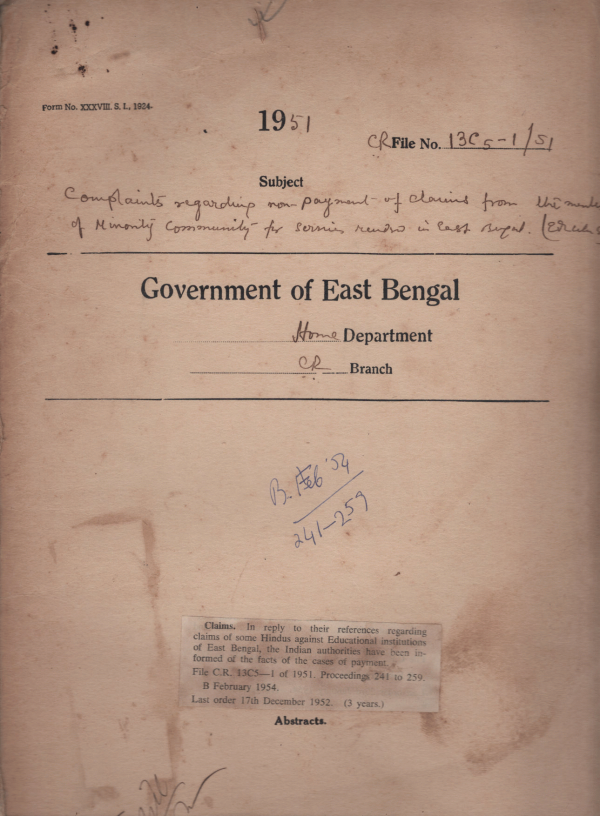 Form No. XXXVIII. S. I., 1924.
1951
CR File No. 13C5-1/51
Subject
Complaints regarding non-payment of claims from the
of Minority Community for services in East Bengal.
Government of East Bengal
Home Department
CR Branch
B. Feb '54
241-259
Claims. In reply to their references regarding
claims of some Hindus against Educational institutions
of East Bengal, the Indian authorities have been in-
formed of the facts of the cases of payment.
File C.R. 13C5—1 of 1951. Proceedings 241 to 259.
B February 1954.
Last order 17th December 1952. (3 years.)
Abstracts.